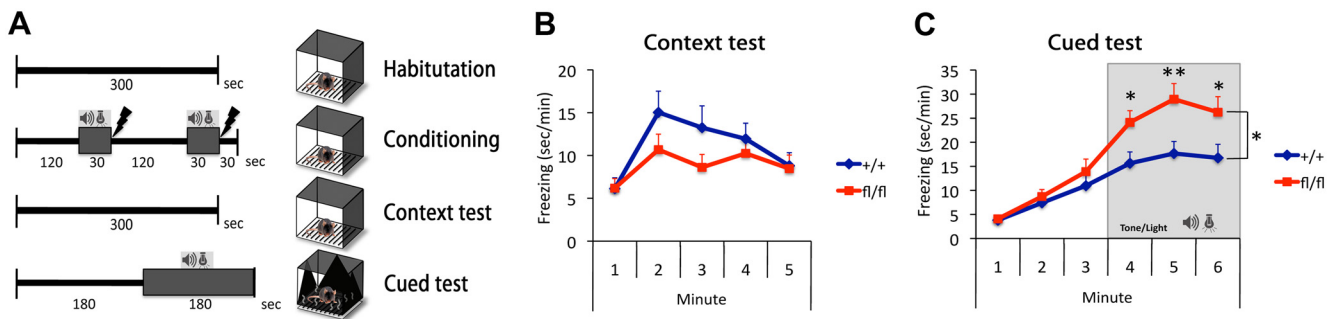 A
300
sec
Habitutation
120
30
120
30
30
sec
Conditioning
300
sec
Context test
180
180
sec
Cued test
B
Context test
Freezing (sec/min)
20
15
10
5
0
1 2 3 4 5
Minute
+/+
fl/fl
C
Cued test
Freezing (sec/min)
35
30
25
20
15
10
5
0
* ** *
*
Tone/Light
1 2 3 4 5 6
Minute
+/+
fl/fl